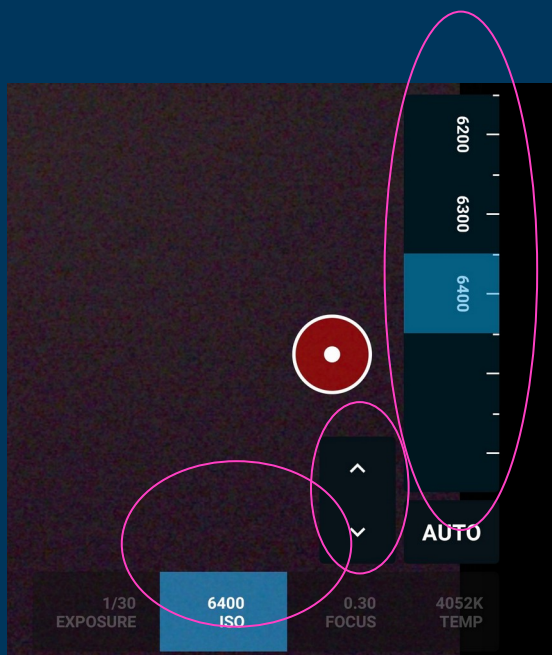 6200
6300
6400
AUTO
1/30
EXPOSURE
6400
ISO
0.30
FOCUS
4052K
TEMP